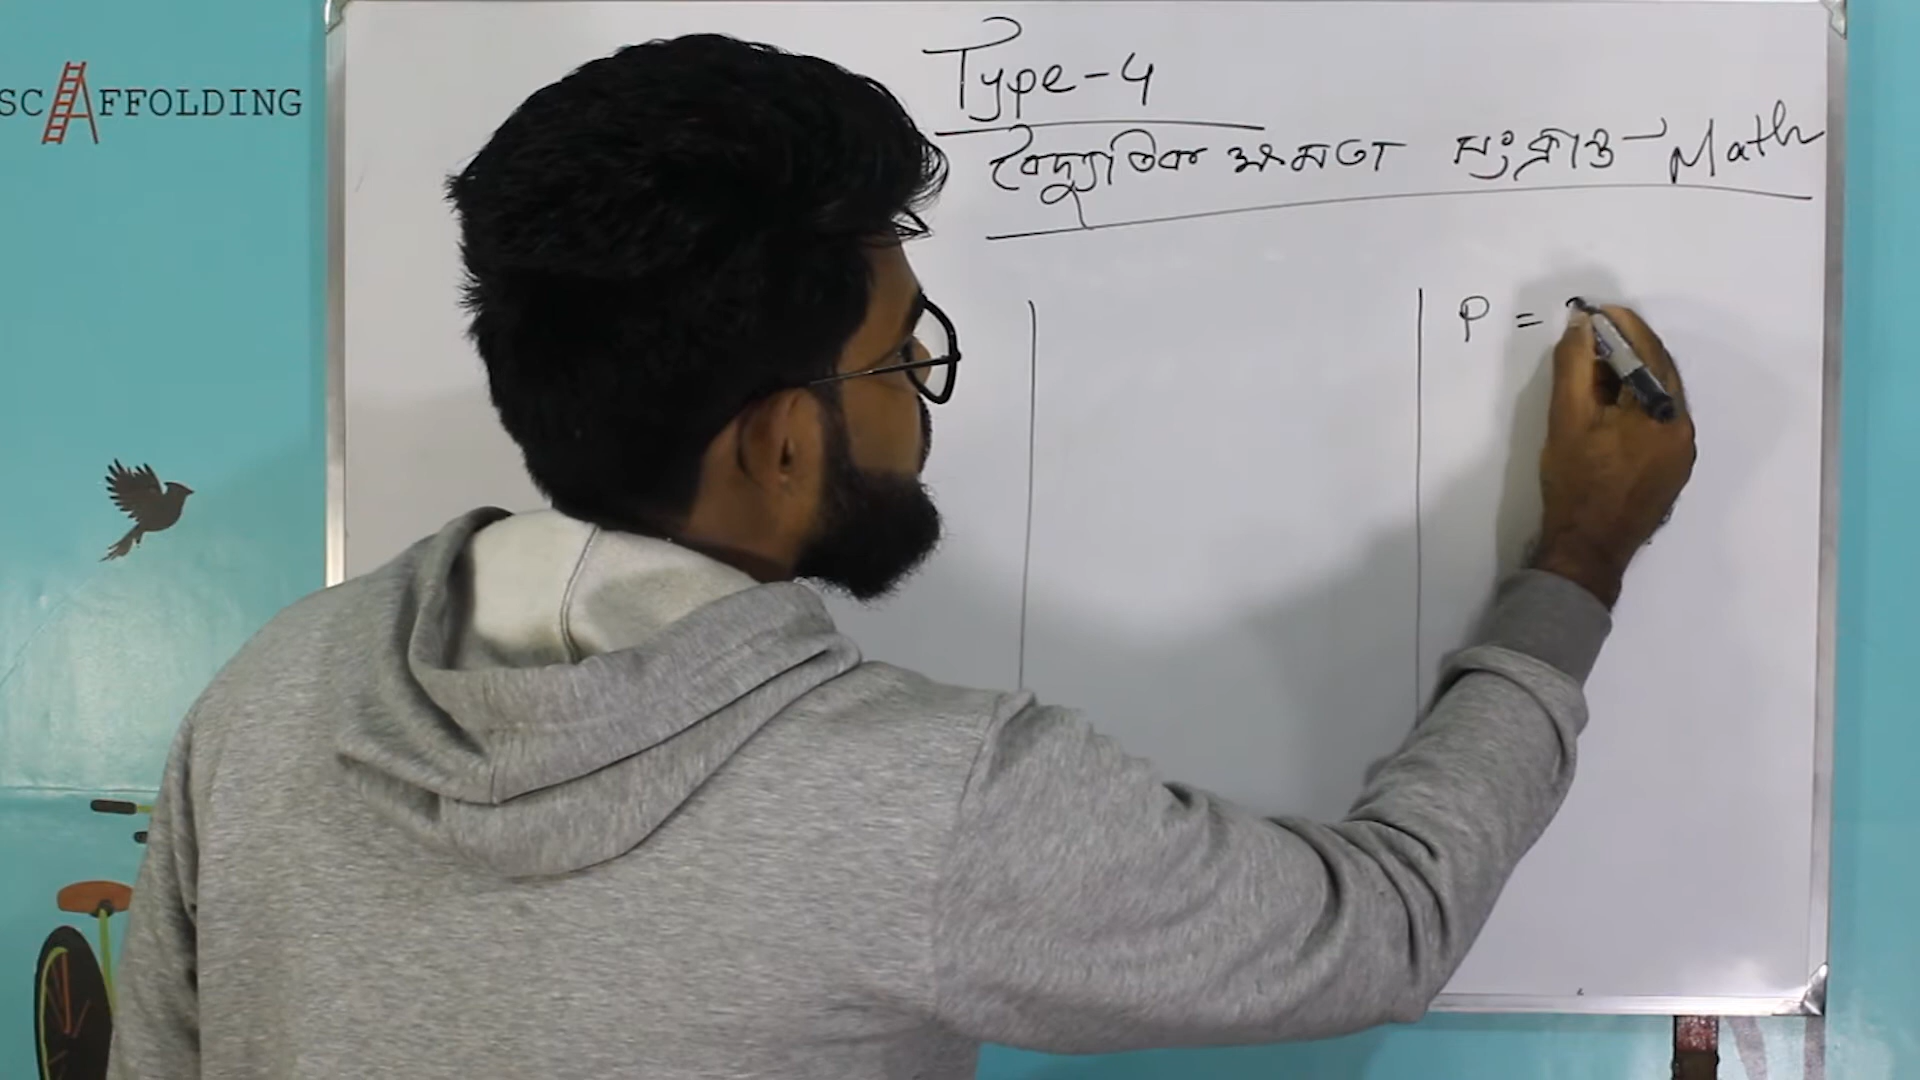 SCAFFOLDING
Type-4
বৈদ্যুতিক ক্ষমতা সংক্রান্ত Math
P =